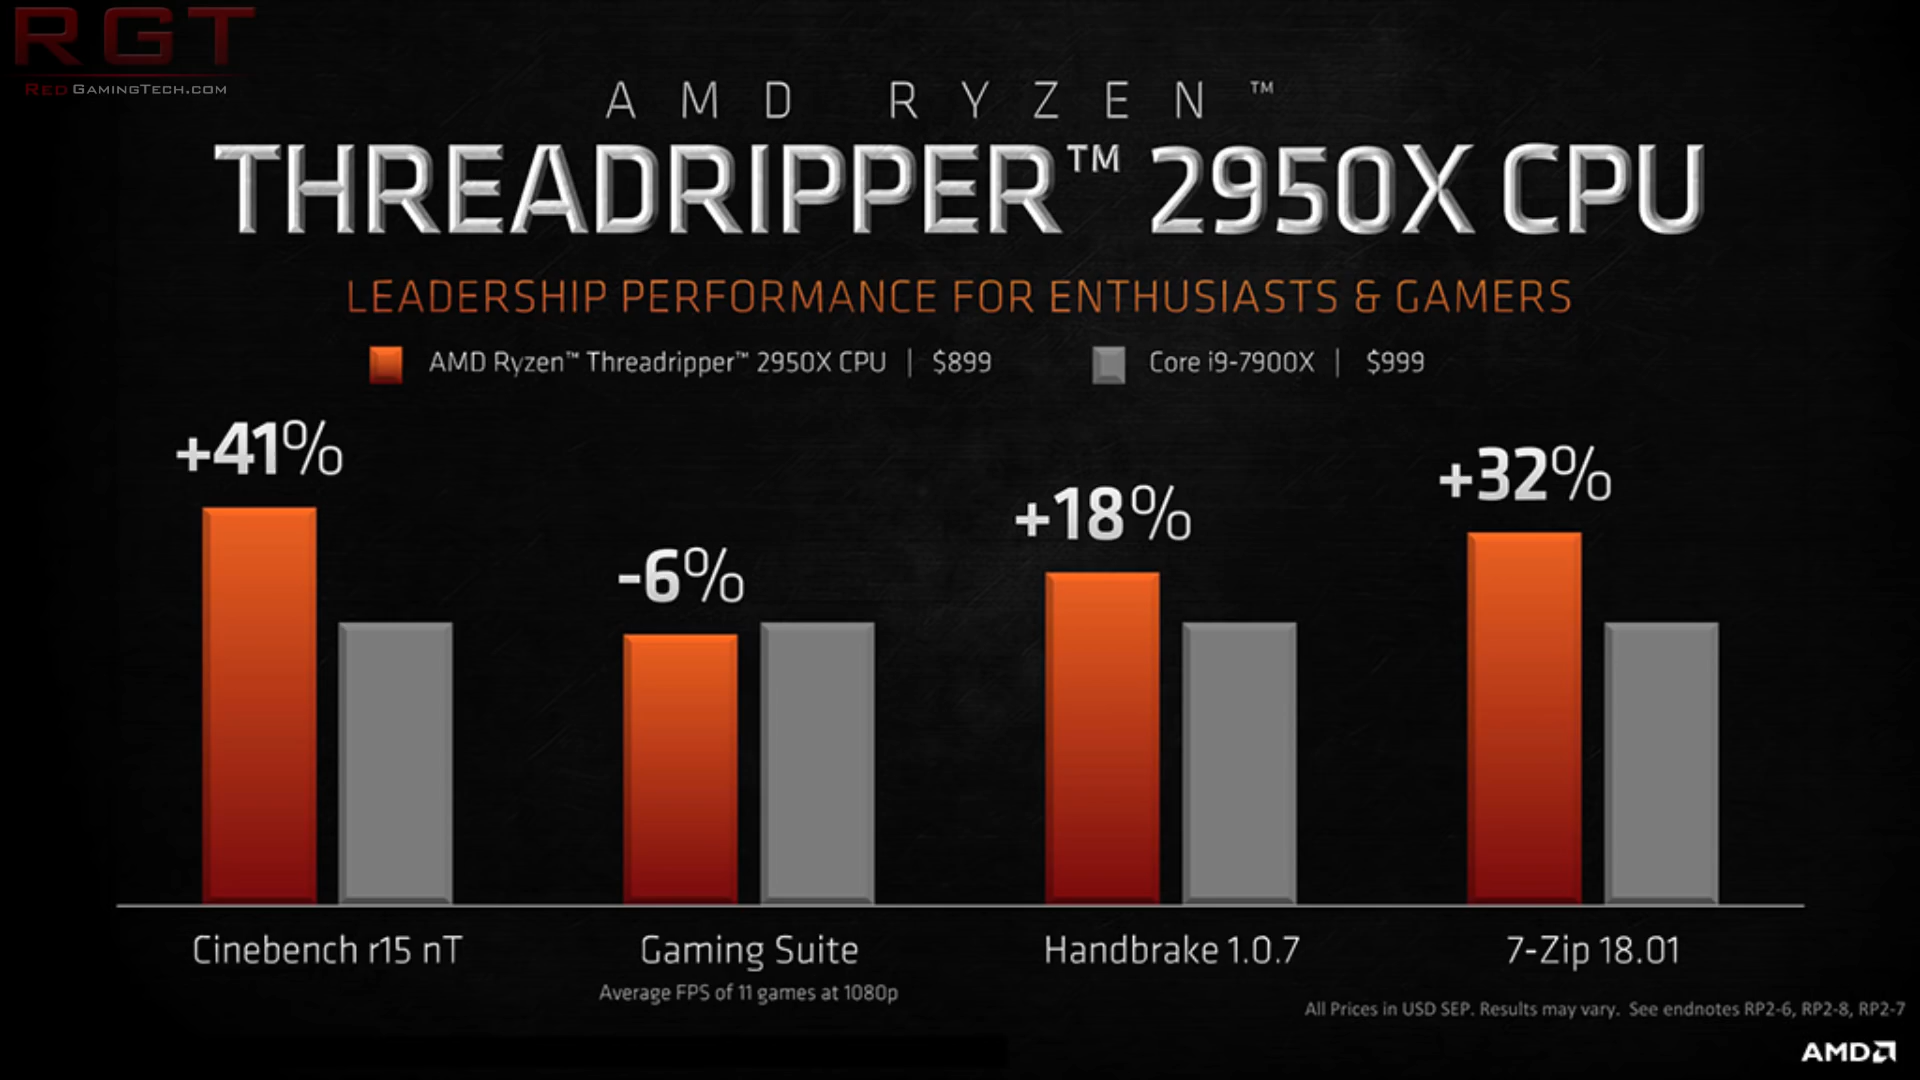 RGT
RedGamingTech.com
AMD RYZEN™
THREADRIPPER™ 2950X CPU
LEADERSHIP PERFORMANCE FOR ENTHUSIASTS & GAMERS
AMD Ryzen™ Threadripper™ 2950X CPU | $899 Core i9-7900X | $999
+41%
-6%
+18%
+32%
Cinebench r15 nT
Gaming Suite
Average FPS of 11 games at 1080p
Handbrake 1.0.7
7-Zip 18.01
All Prices in USD SEP. Results may vary. See endnotes RP2-6, RP2-8, RP2-7
AMD